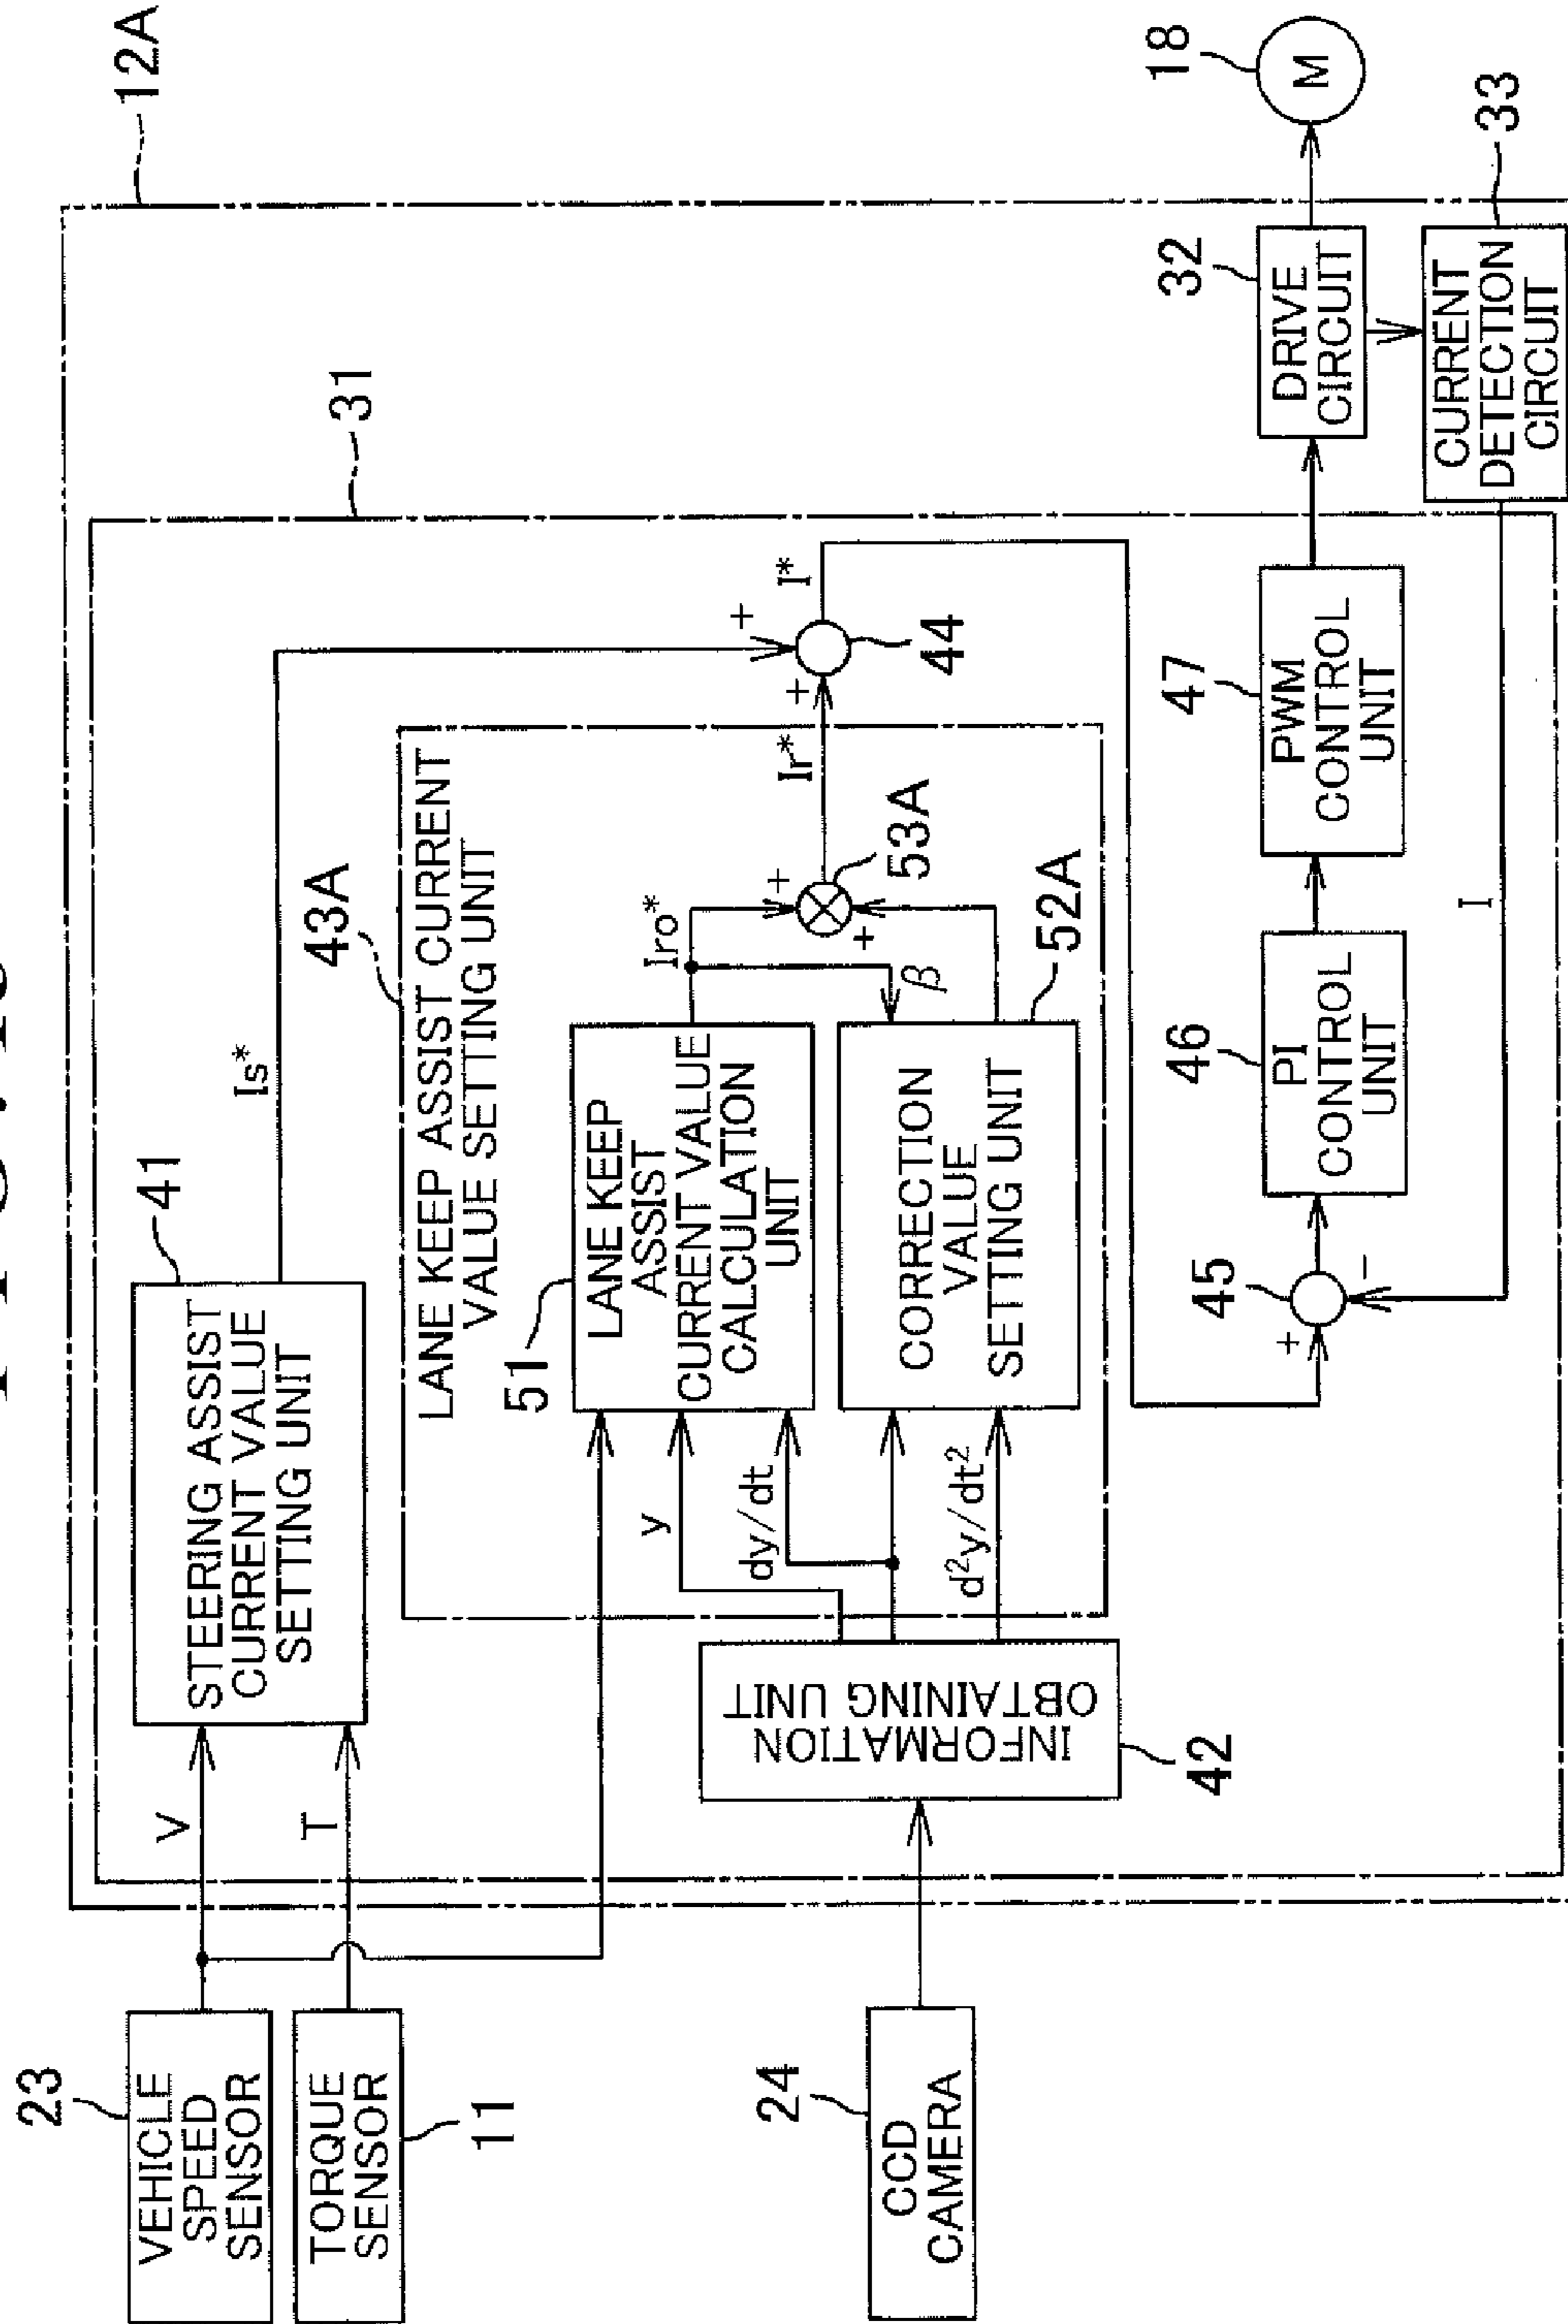 12A
31
23
VEHICLE
SPEED
SENSOR
V
41
STEERING ASSIST
CURRENT VALUE
SETTING UNIT
Is*
TORQUE
SENSOR
11
T
43A
LANE KEEP ASSIST CURRENT
VALUE SETTING UNIT
51
LANE KEEP
ASSIST
CURRENT VALUE
CALCULATION
UNIT
y
dy/dt
d²y/dt²
Iro*
β
+
+
53A
Ir*
+
+
44
I*
CORRECTION
VALUE
SETTING UNIT
52A
INFORMATION
OBTAINING UNIT
42
24
CCD
CAMERA
45
+
-
46
PI
CONTROL
UNIT
47
PWM
CONTROL
UNIT
32
DRIVE
CIRCUIT
18
M
I
CURRENT
DETECTION
CIRCUIT
33